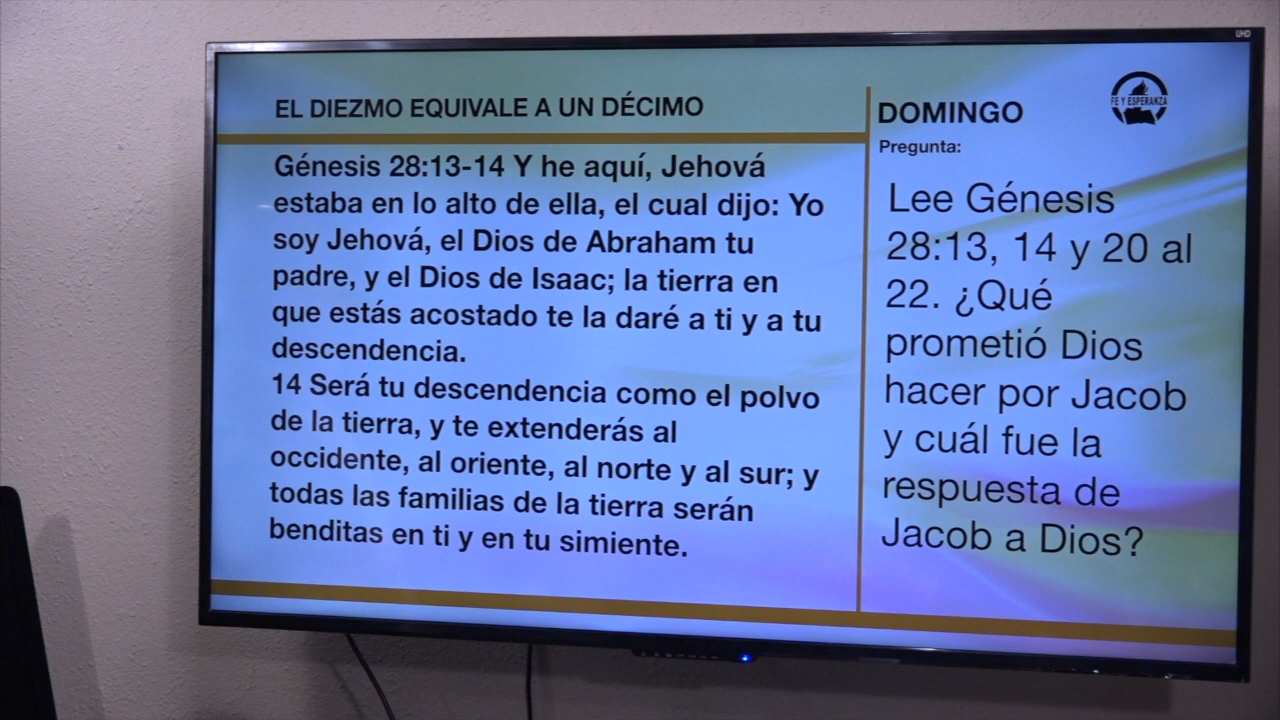 UHD
EL DIEZMO EQUIVALE A UN DÉCIMO
Génesis 28:13-14 Y he aquí, Jehová
estaba en lo alto de ella, el cual dijo: Yo
soy Jehová, el Dios de Abraham tu
padre, y el Dios de Isaac; la tierra en
que estás acostado te la daré a ti y a tu
descendencia.
14 Será tu descendencia como el polvo
de la tierra, y te extenderás al
occidente, al oriente, al norte y al sur; y
todas las familias de la tierra serán
benditas en ti y en tu simiente.
DOMINGO
FE Y ESPERANZA
Pregunta:
Lee Génesis
28:13, 14 y 20 al
22. ¿Qué
prometió Dios
hacer por Jacob
y cuál fue la
respuesta de
Jacob a Dios?